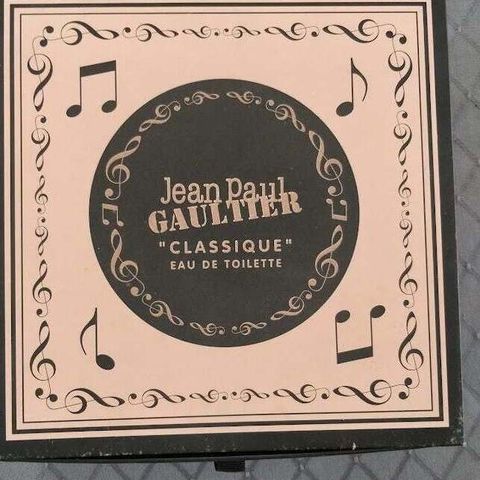 Jean Paul
GAULTIER
"CLASSIQUE"
EAU DE TOILETTE